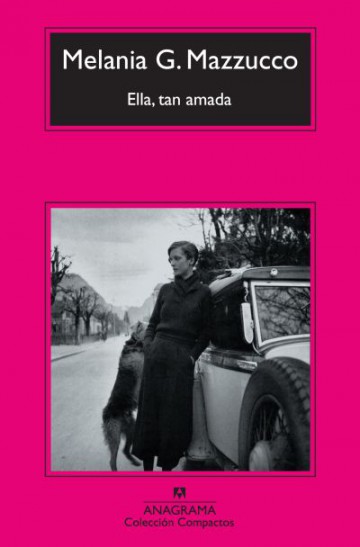 Melania G. Mazzucco
Ella, tan amada
ANAGRAMA
Colección Compactos